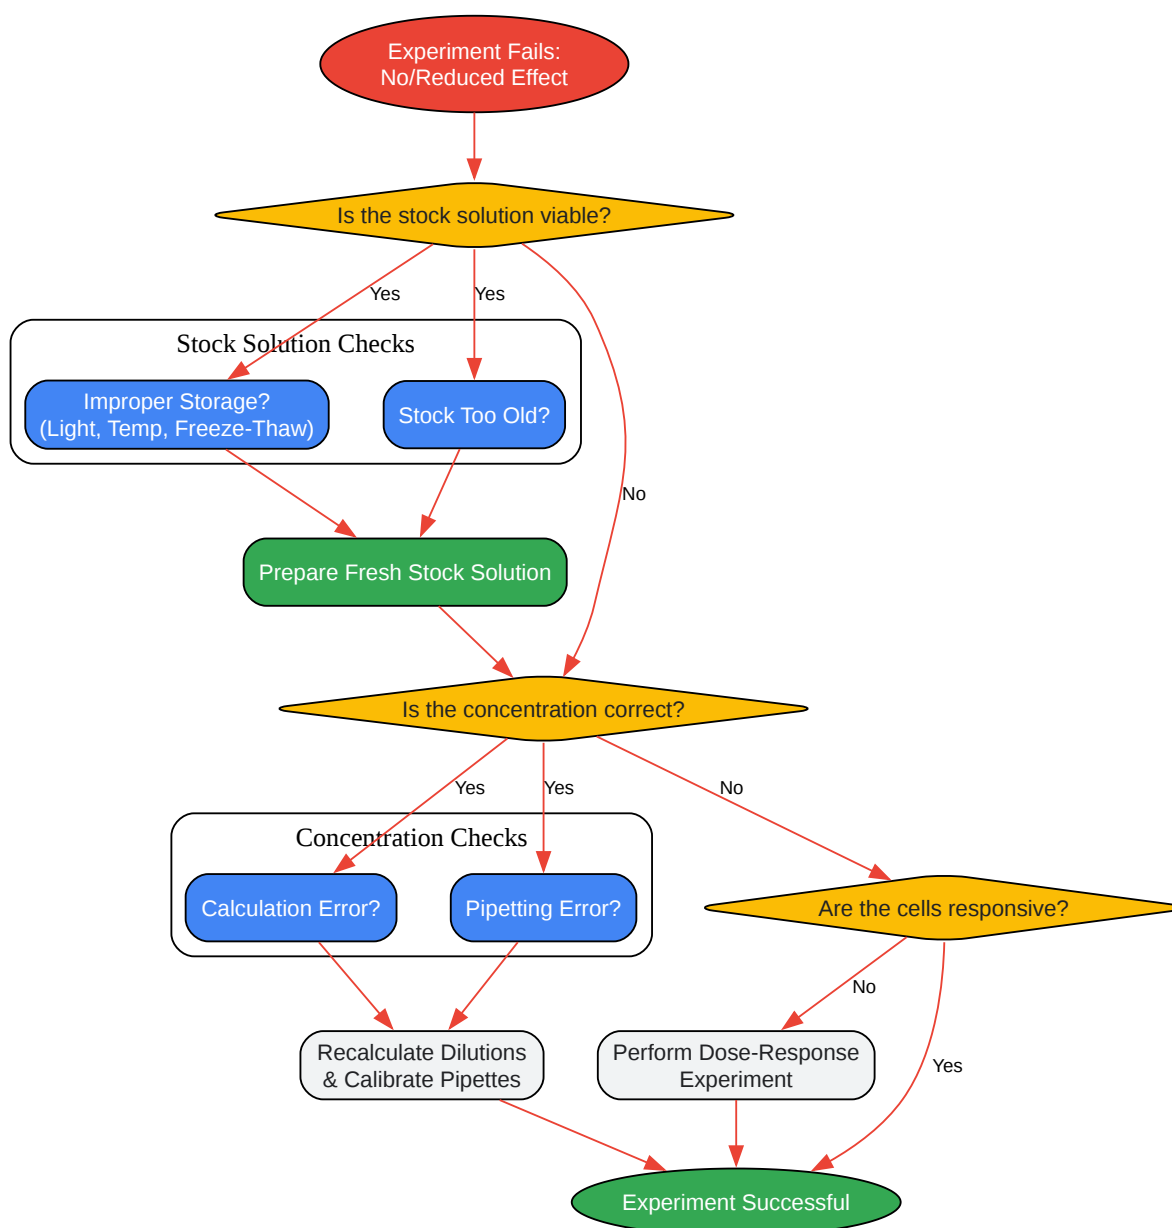 Experiment Fails:
No/Reduced Effect
Is the stock solution viable?
Yes
Yes
Stock Solution Checks
Improper Storage?
(Light, Temp, Freeze-Thaw)
Stock Too Old?
No
Prepare Fresh Stock Solution
Is the concentration correct?
Yes
Yes
No
Concentration Checks
Calculation Error?
Pipetting Error?
Are the cells responsive?
No
Recalculate Dilutions
& Calibrate Pipettes
Perform Dose-Response
Experiment
Yes
Experiment Successful